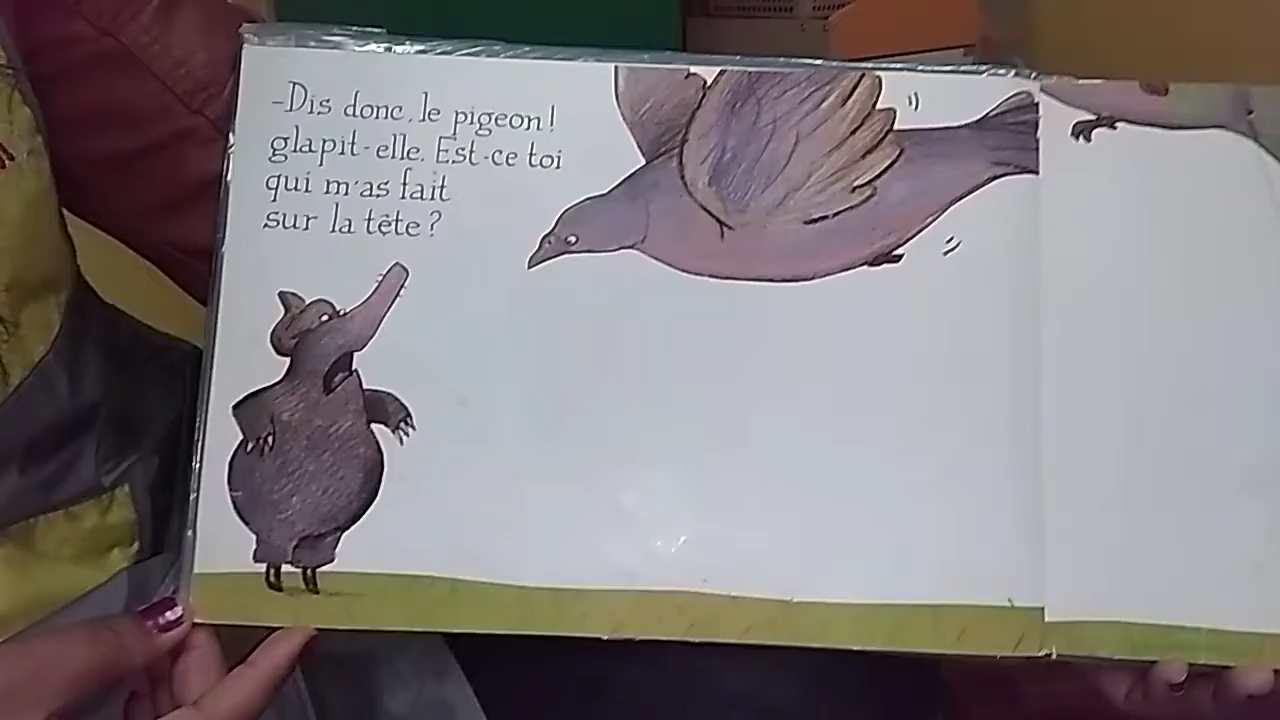 -Dis donc, le pigeon!
glapit-elle. Est-ce toi
qui m'as fait
sur la tête?